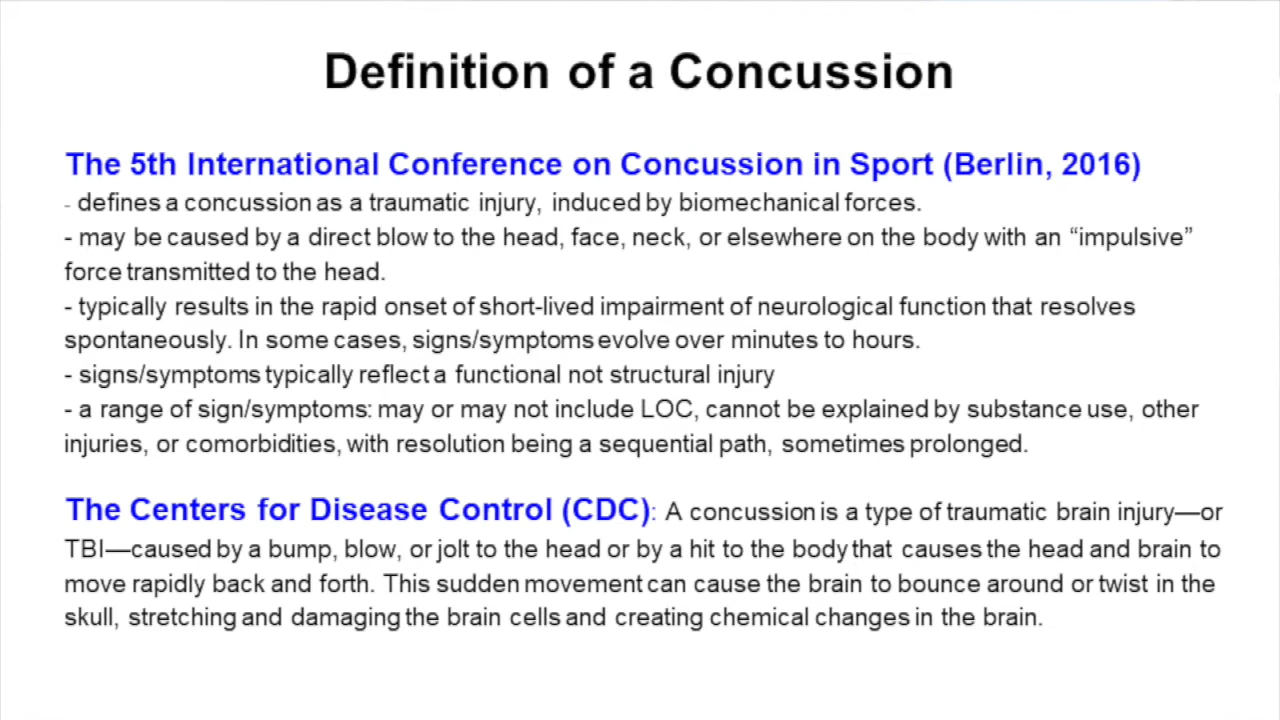 Definition of a Concussion
The 5th International Conference on Concussion in Sport (Berlin, 2016)
- defines a concussion as a traumatic injury, induced by biomechanical forces.
- may be caused by a direct blow to the head, face, neck, or elsewhere on the body with an “impulsive”
force transmitted to the head.
- typically results in the rapid onset of short-lived impairment of neurological function that resolves
spontaneously. In some cases, signs/symptoms evolve over minutes to hours.
- signs/symptoms typically reflect a functional not structural injury
- a range of sign/symptoms: may or may not include LOC, cannot be explained by substance use, other
injuries, or comorbidities, with resolution being a sequential path, sometimes prolonged.
The Centers for Disease Control (CDC): A concussion is a type of traumatic brain injury—or
TBI—caused by a bump, blow, or jolt to the head or by a hit to the body that causes the head and brain to
move rapidly back and forth. This sudden movement can cause the brain to bounce around or twist in the
skull, stretching and damaging the brain cells and creating chemical changes in the brain.